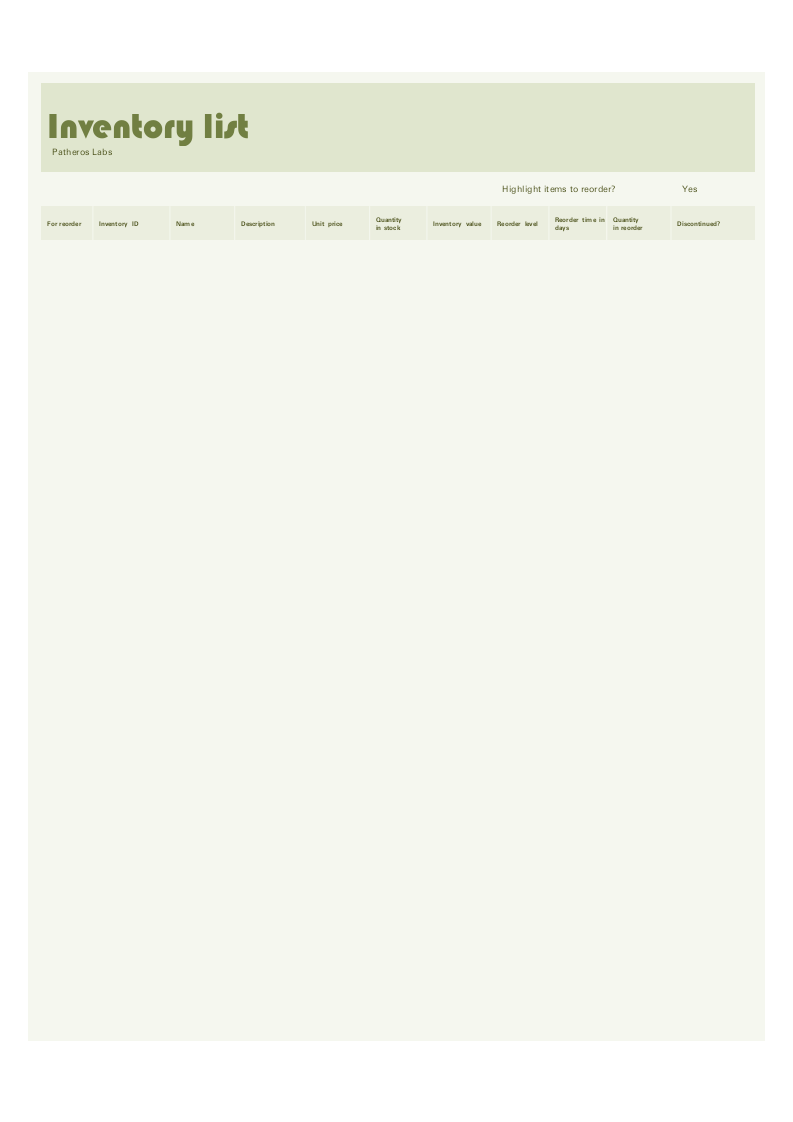 Inventory list
Patheros Labs
Highlight items to reorder? Yes
For reorder Inventory ID Name Description Unit price Quantity in stock Inventory value Reorder level Reorder time in days Quantity in reorder Discontinued?